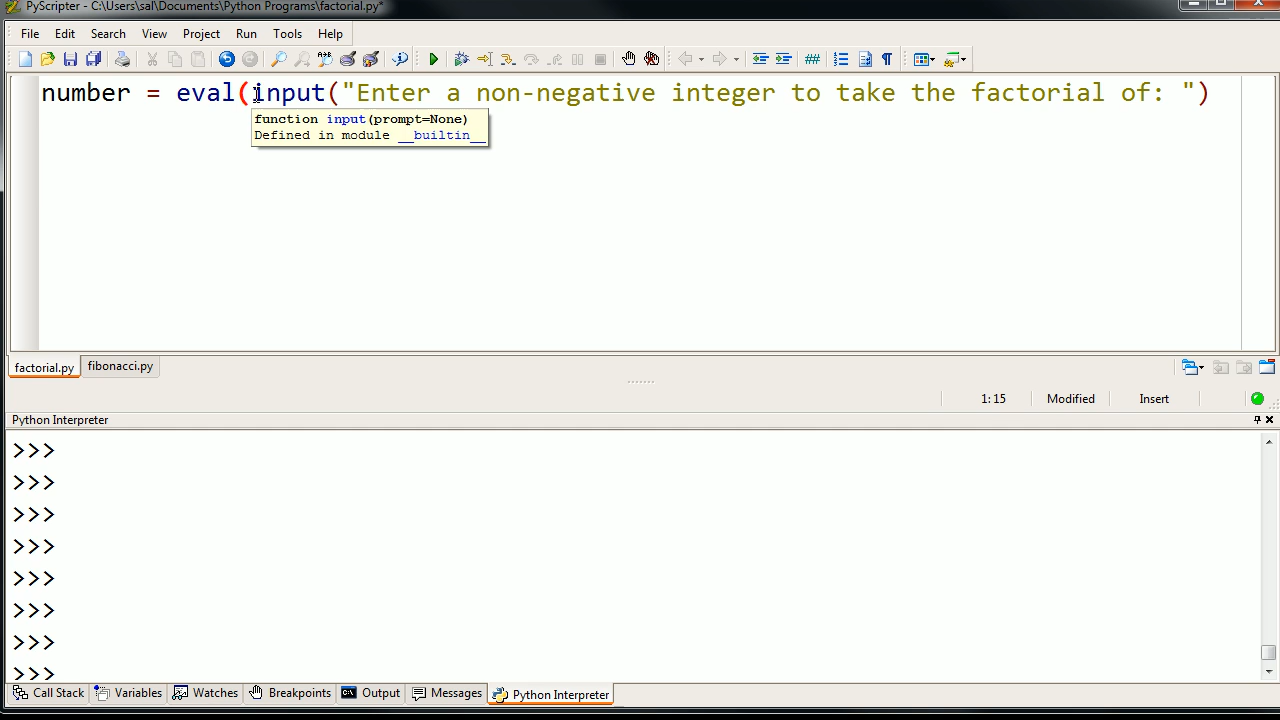 PyScripter - C:\Users\sal\Documents\Python Programs\factorial.py*
File Edit Search View Project Run Tools Help
number = eval(input("Enter a non-negative integer to take the factorial of: ")
function input(prompt=None)
Defined in module __builtin__
factorial.py fibonacci.py
1:15 Modified Insert
Python Interpreter
>>>
>>>
>>>
>>>
>>>
>>>
>>>
>>>
Call Stack Variables Watches Breakpoints Output Messages Python Interpreter